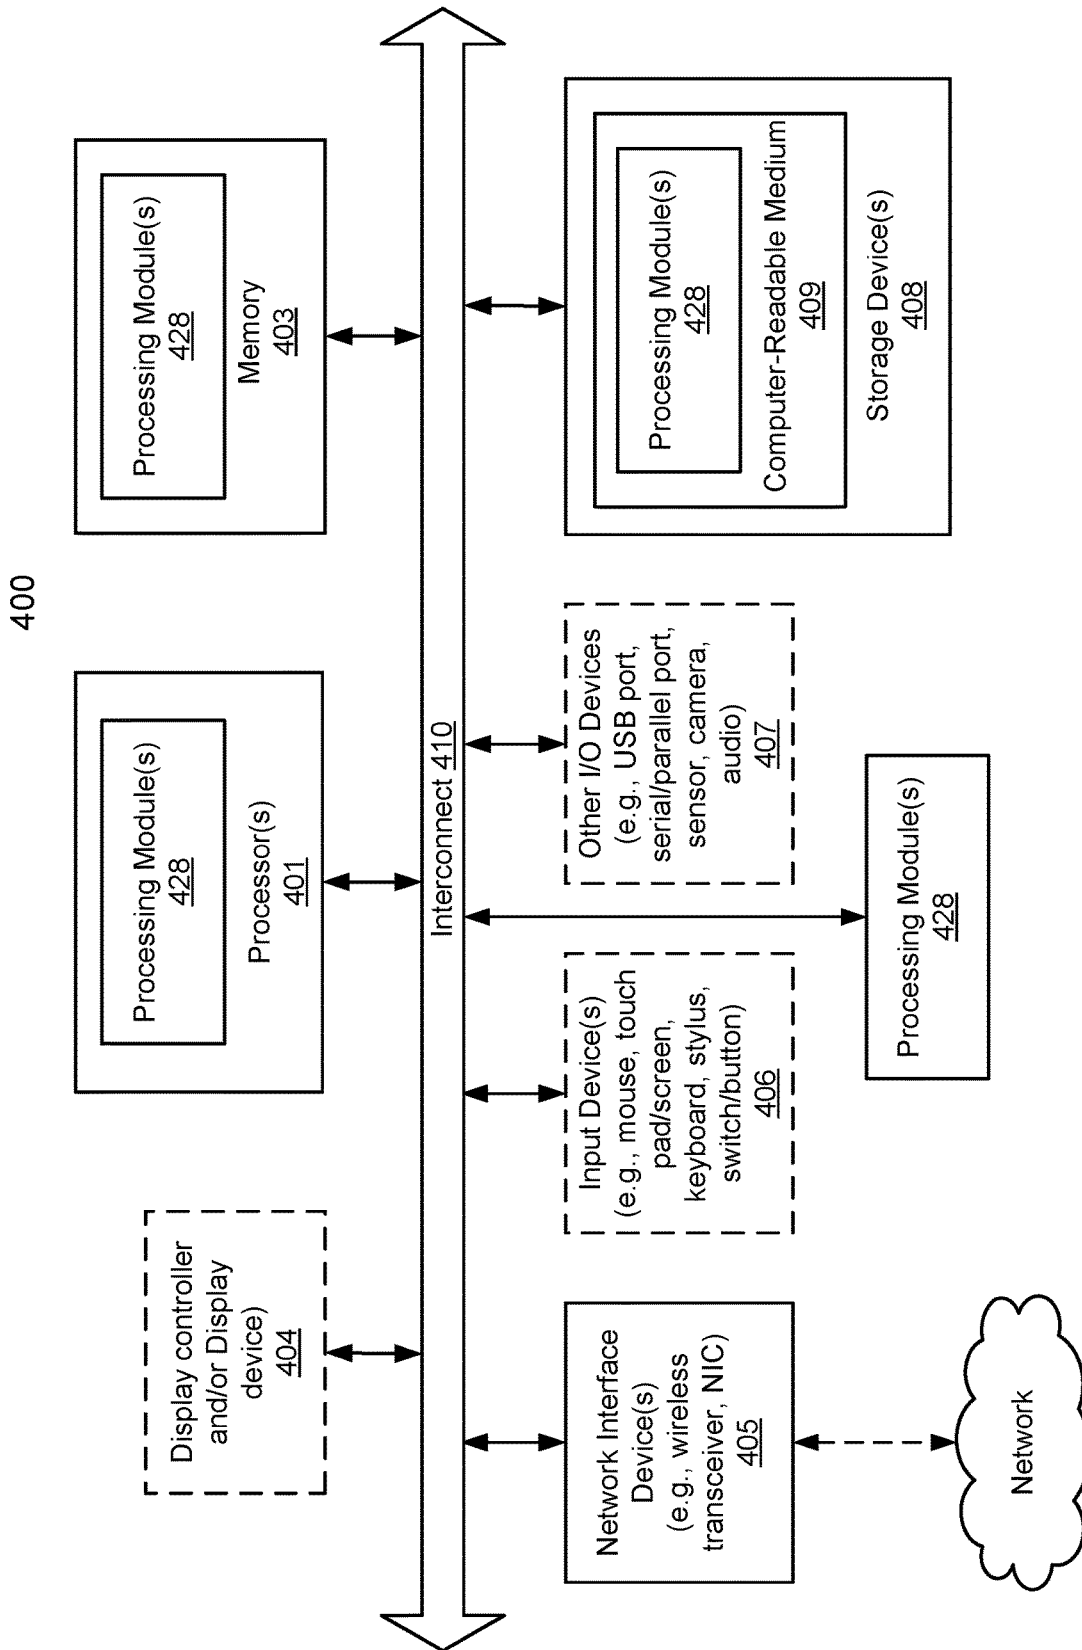 400
Display controller
and/or Display
device)
404
Processing Module(s)
428
Processor(s)
401
Processing Module(s)
428
Memory
403
Interconnect 410
Network Interface
Device(s)
(e.g., wireless
transceiver, NIC)
405
Input Device(s)
(e.g., mouse, touch
pad/screen,
keyboard, stylus,
switch/button)
406
Other I/O Devices
(e.g., USB port,
serial/parallel port,
sensor, camera,
audio)
407
Processing Module(s)
428
Computer-Readable Medium
409
Storage Device(s)
408
Processing Module(s)
428
Network